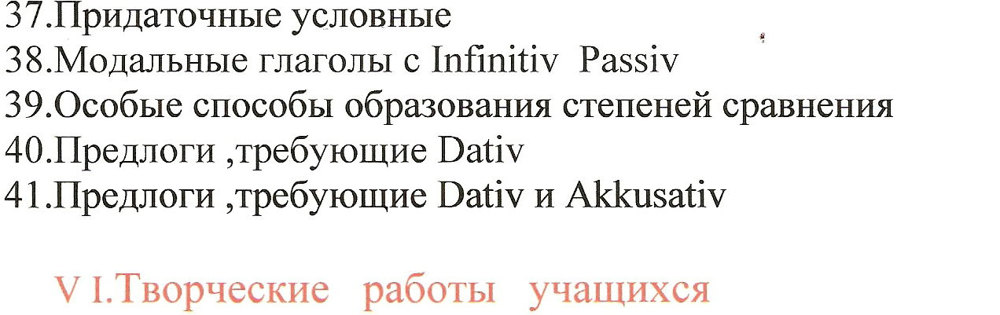 37.Придаточные условные
38.Модальные глаголы с Infinitiv Passiv
39.Особые способы образования степеней сравнения
40.Предлоги ,требующие Dativ
41.Предлоги ,требующие Dativ и Akkusativ
V I.Творческие работы учащихся